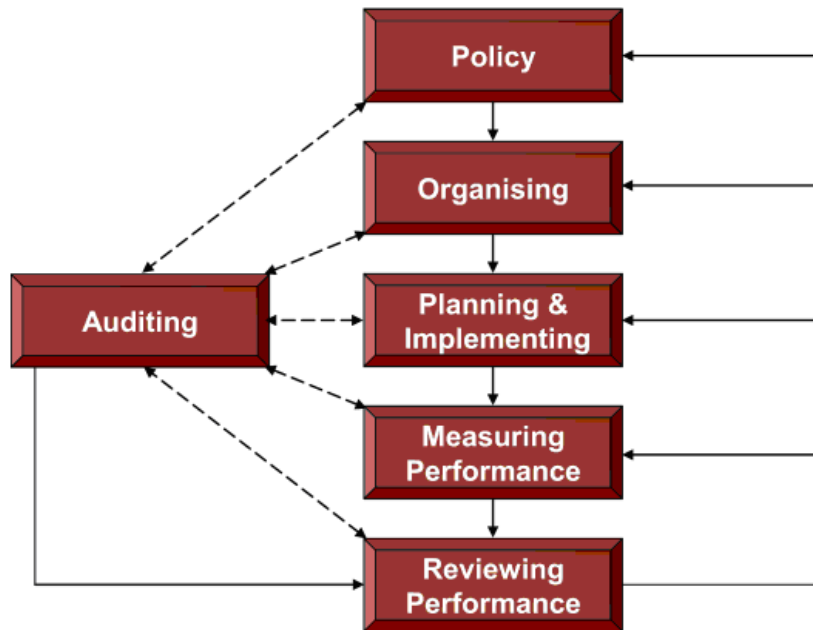 Policy
Organising
Auditing
Planning &
Implementing
Measuring
Performance
Reviewing
Performance